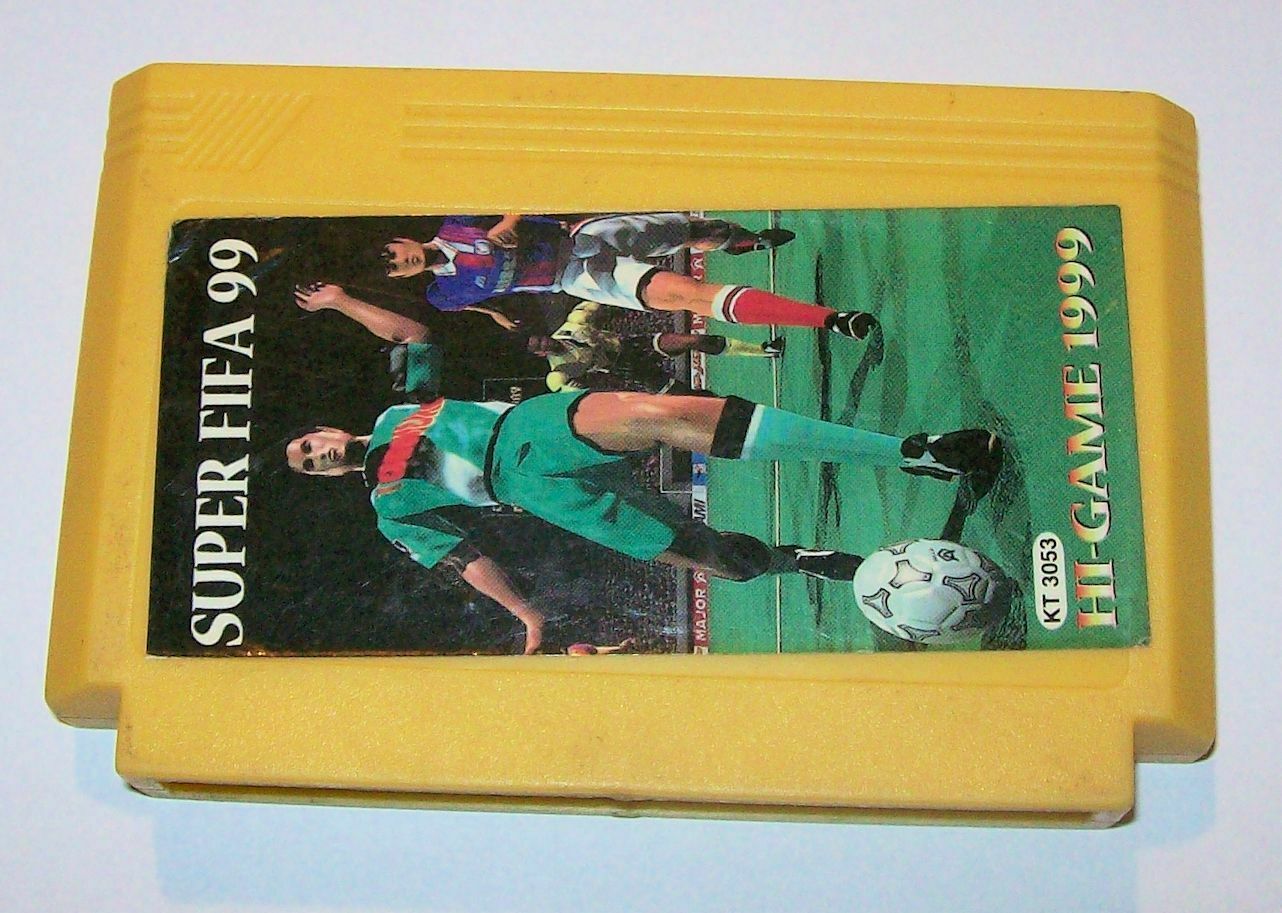 SUPER FIFA 99
MAJOR
KT 3053
HI-GAME 1999